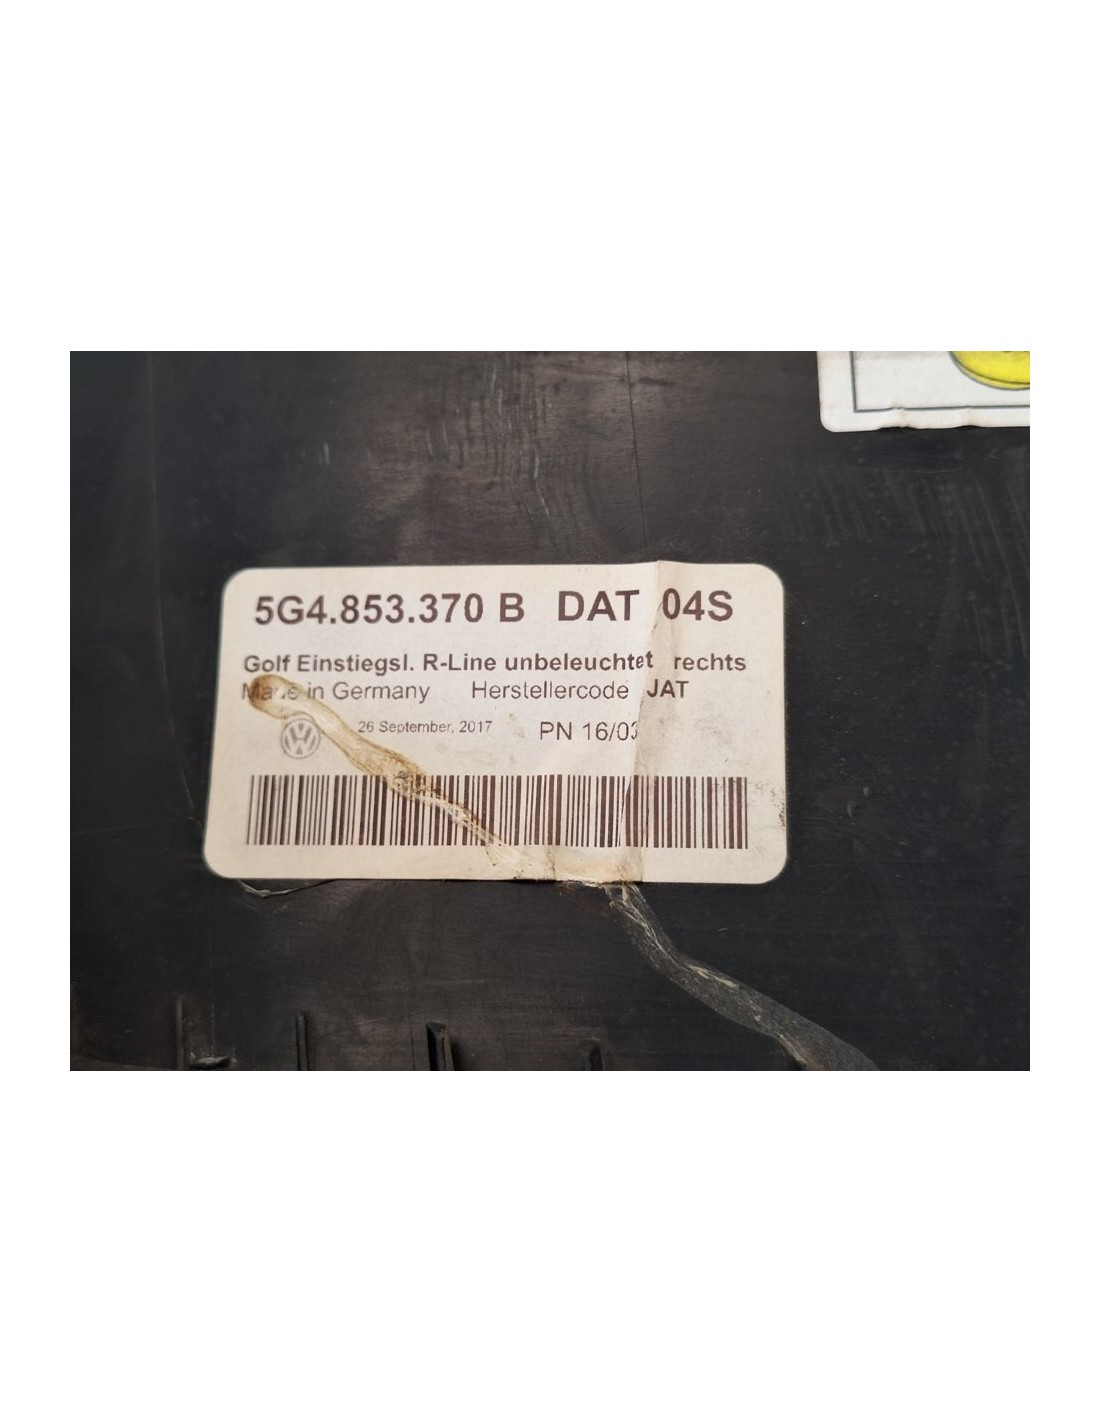 5G4.853.370 B DAT 04S
Golf Einstiegsl. R-Line unbeleuchtet rechts
Made in Germany Herstellercode JAT
26 September, 2017 PN 16/03